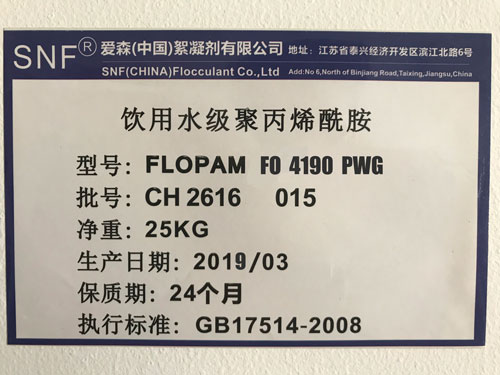 SNF® 爱森(中国)絮凝剂有限公司 地址：江苏省泰兴经济开发区滨江北路6号
SNF(CHINA)Flocculant Co.,Ltd Add:No 6,North of Binjiang Road,Taixing,Jiangsu,China
饮用水级聚丙烯酰胺
型号：FLOPAM FO 4190 PWG
批号：CH 2616 015
净重：25KG
生产日期：2019/03
保质期：24个月
执行标准：GB17514-2008